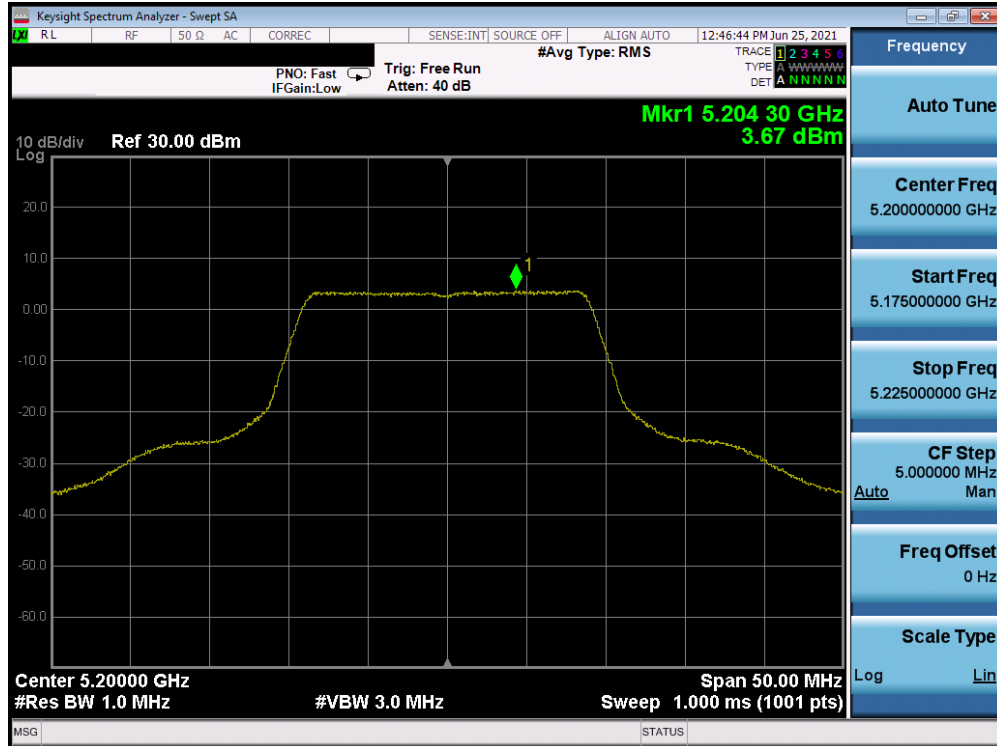 Keysight Spectrum Analyzer - Swept SA
LXI RL RF 50 Ω AC CORREC SENSE:INT SOURCE OFF ALIGN AUTO 12:46:44 PM Jun 25, 2021
#Avg Type: RMS TRACE 1 2 3 4 5 6
PNO: Fast Trig: Free Run TYPE A WWWWW
IFGain:Low Atten: 40 dB DET A N N N N N
Mkr1 5.204 30 GHz
3.67 dBm
10 dB/div Ref 30.00 dBm
Log
20.0
10.0
1
0.00
-10.0
-20.0
-30.0
-40.0
-50.0
-60.0
Center 5.20000 GHz Span 50.00 MHz
#Res BW 1.0 MHz #VBW 3.0 MHz Sweep 1.000 ms (1001 pts)
MSG STATUS
Frequency
Auto Tune
Center Freq
5.200000000 GHz
Start Freq
5.175000000 GHz
Stop Freq
5.225000000 GHz
CF Step
5.000000 MHz
Auto Man
Freq Offset
0 Hz
Scale Type
Log Lin